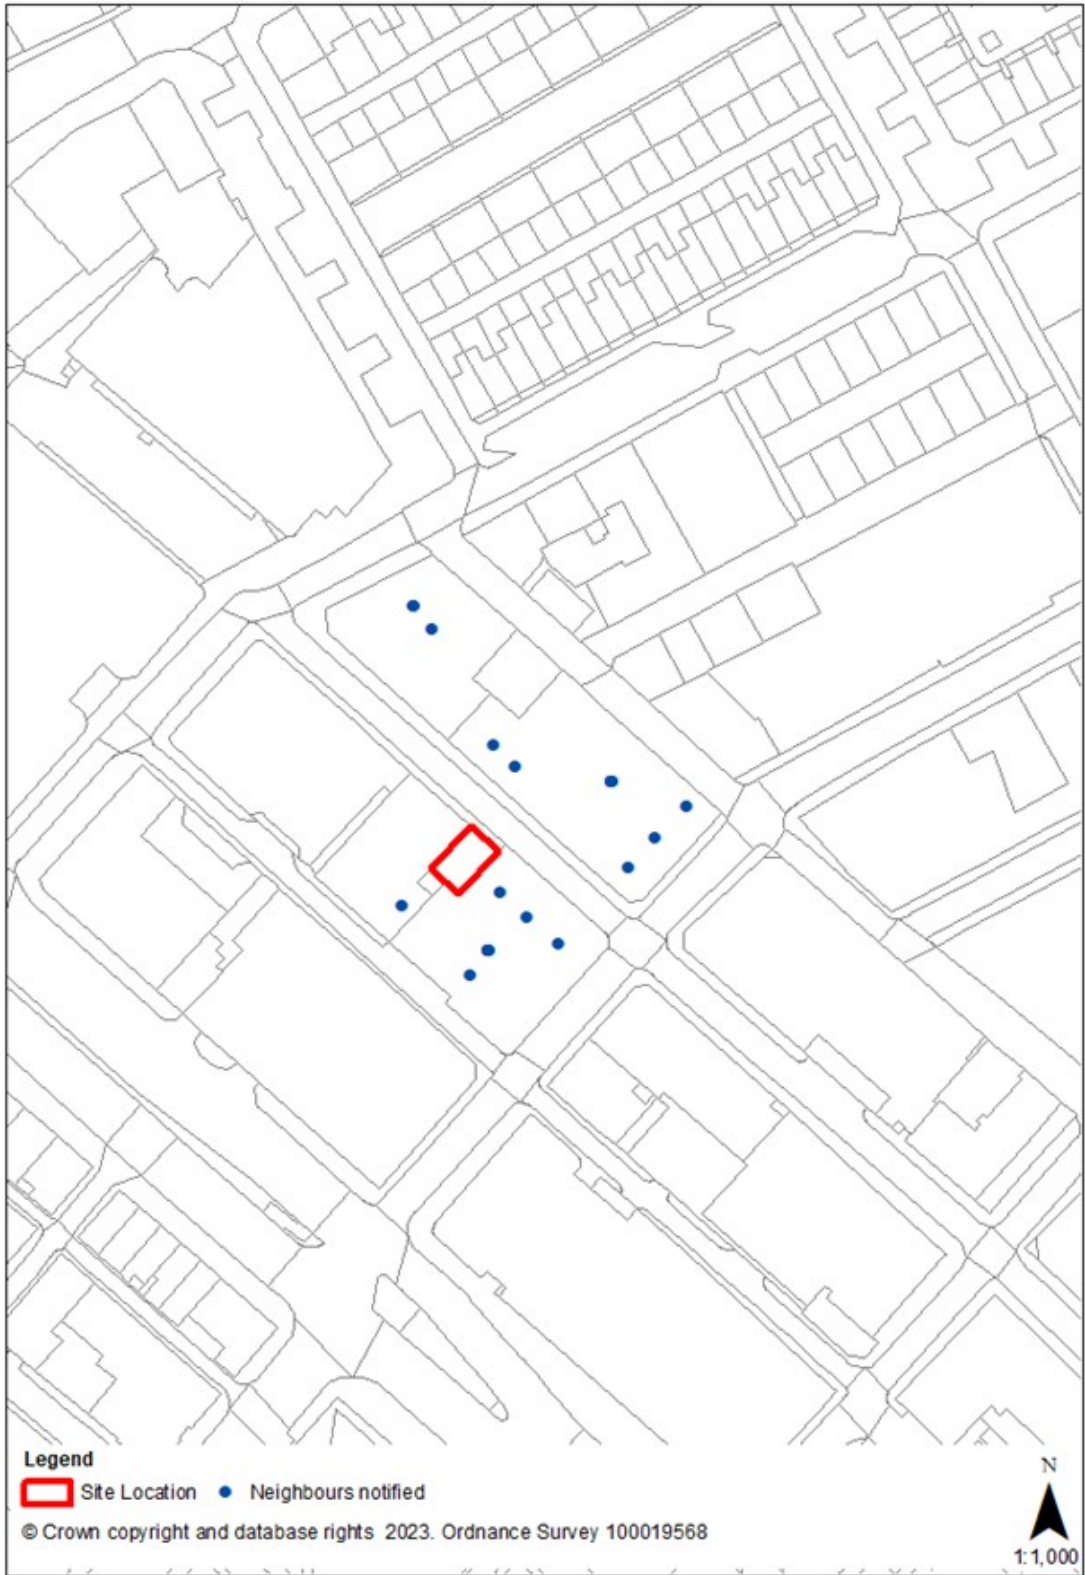 Legend
Site Location
Neighbours notified
© Crown copyright and database rights 2023. Ordnance Survey 100019568
N
1:1,000